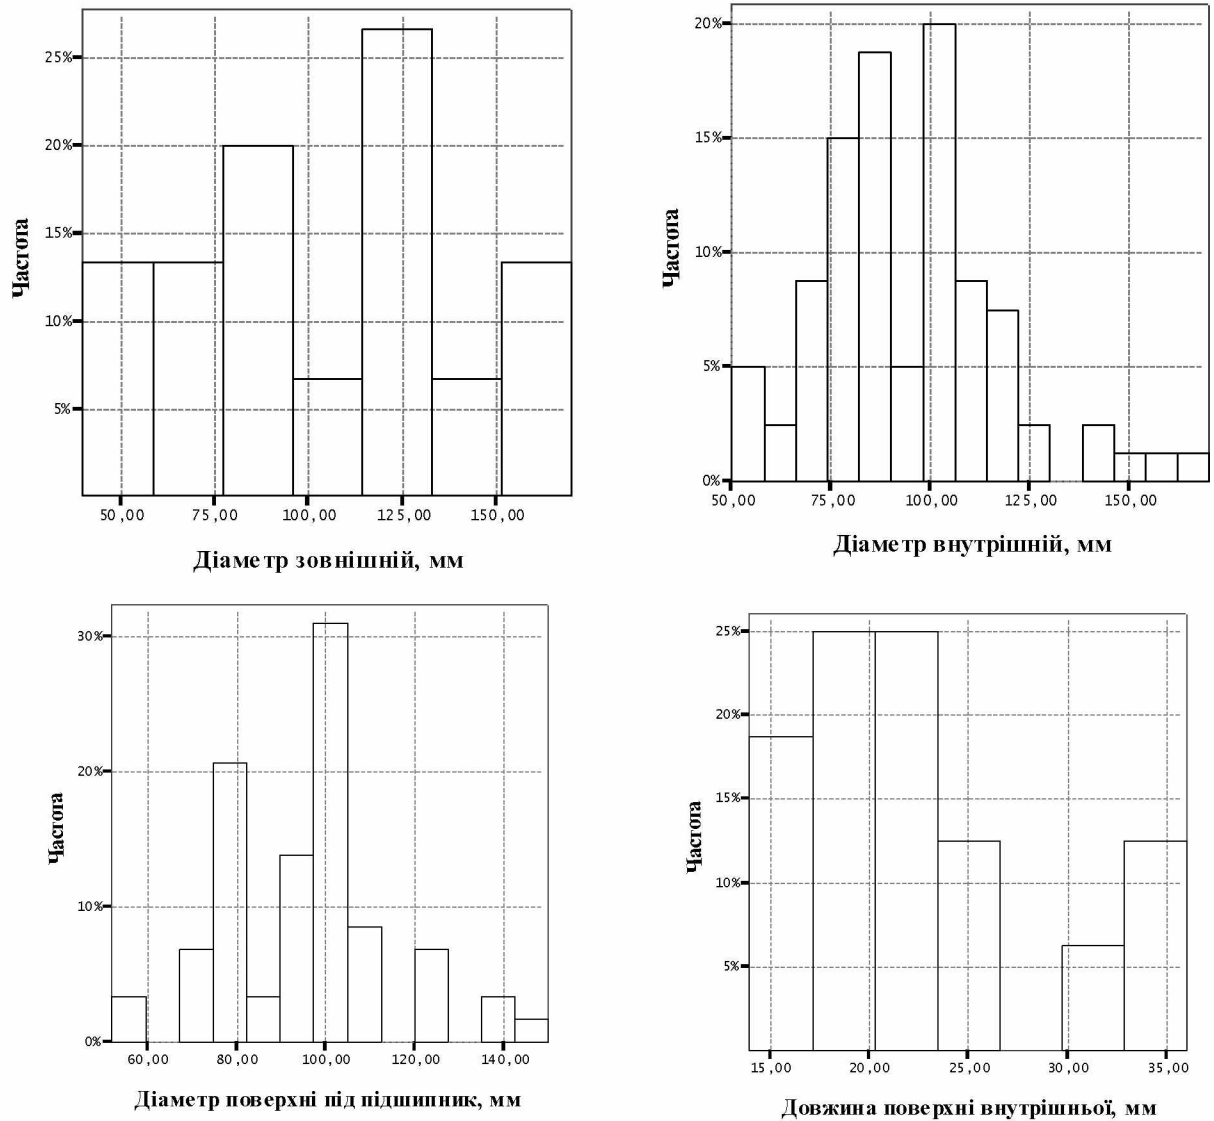 25%
20%
15%
10%
5%
Частота
50,00 75,00 100,00 125,00 150,00
Діаметр зовнішній, мм
20%
15%
10%
5%
0%
Частота
50,00 75,00 100,00 125,00 150,00
Діаметр внутрішній, мм
30%
20%
10%
0%
Частота
60,00 80,00 100,00 120,00 140,00
Діаметр поверхні під підшипник, мм
25%
20%
15%
10%
5%
Частота
15,00 20,00 25,00 30,00 35,00
Довжина поверхні внутрішньої, мм